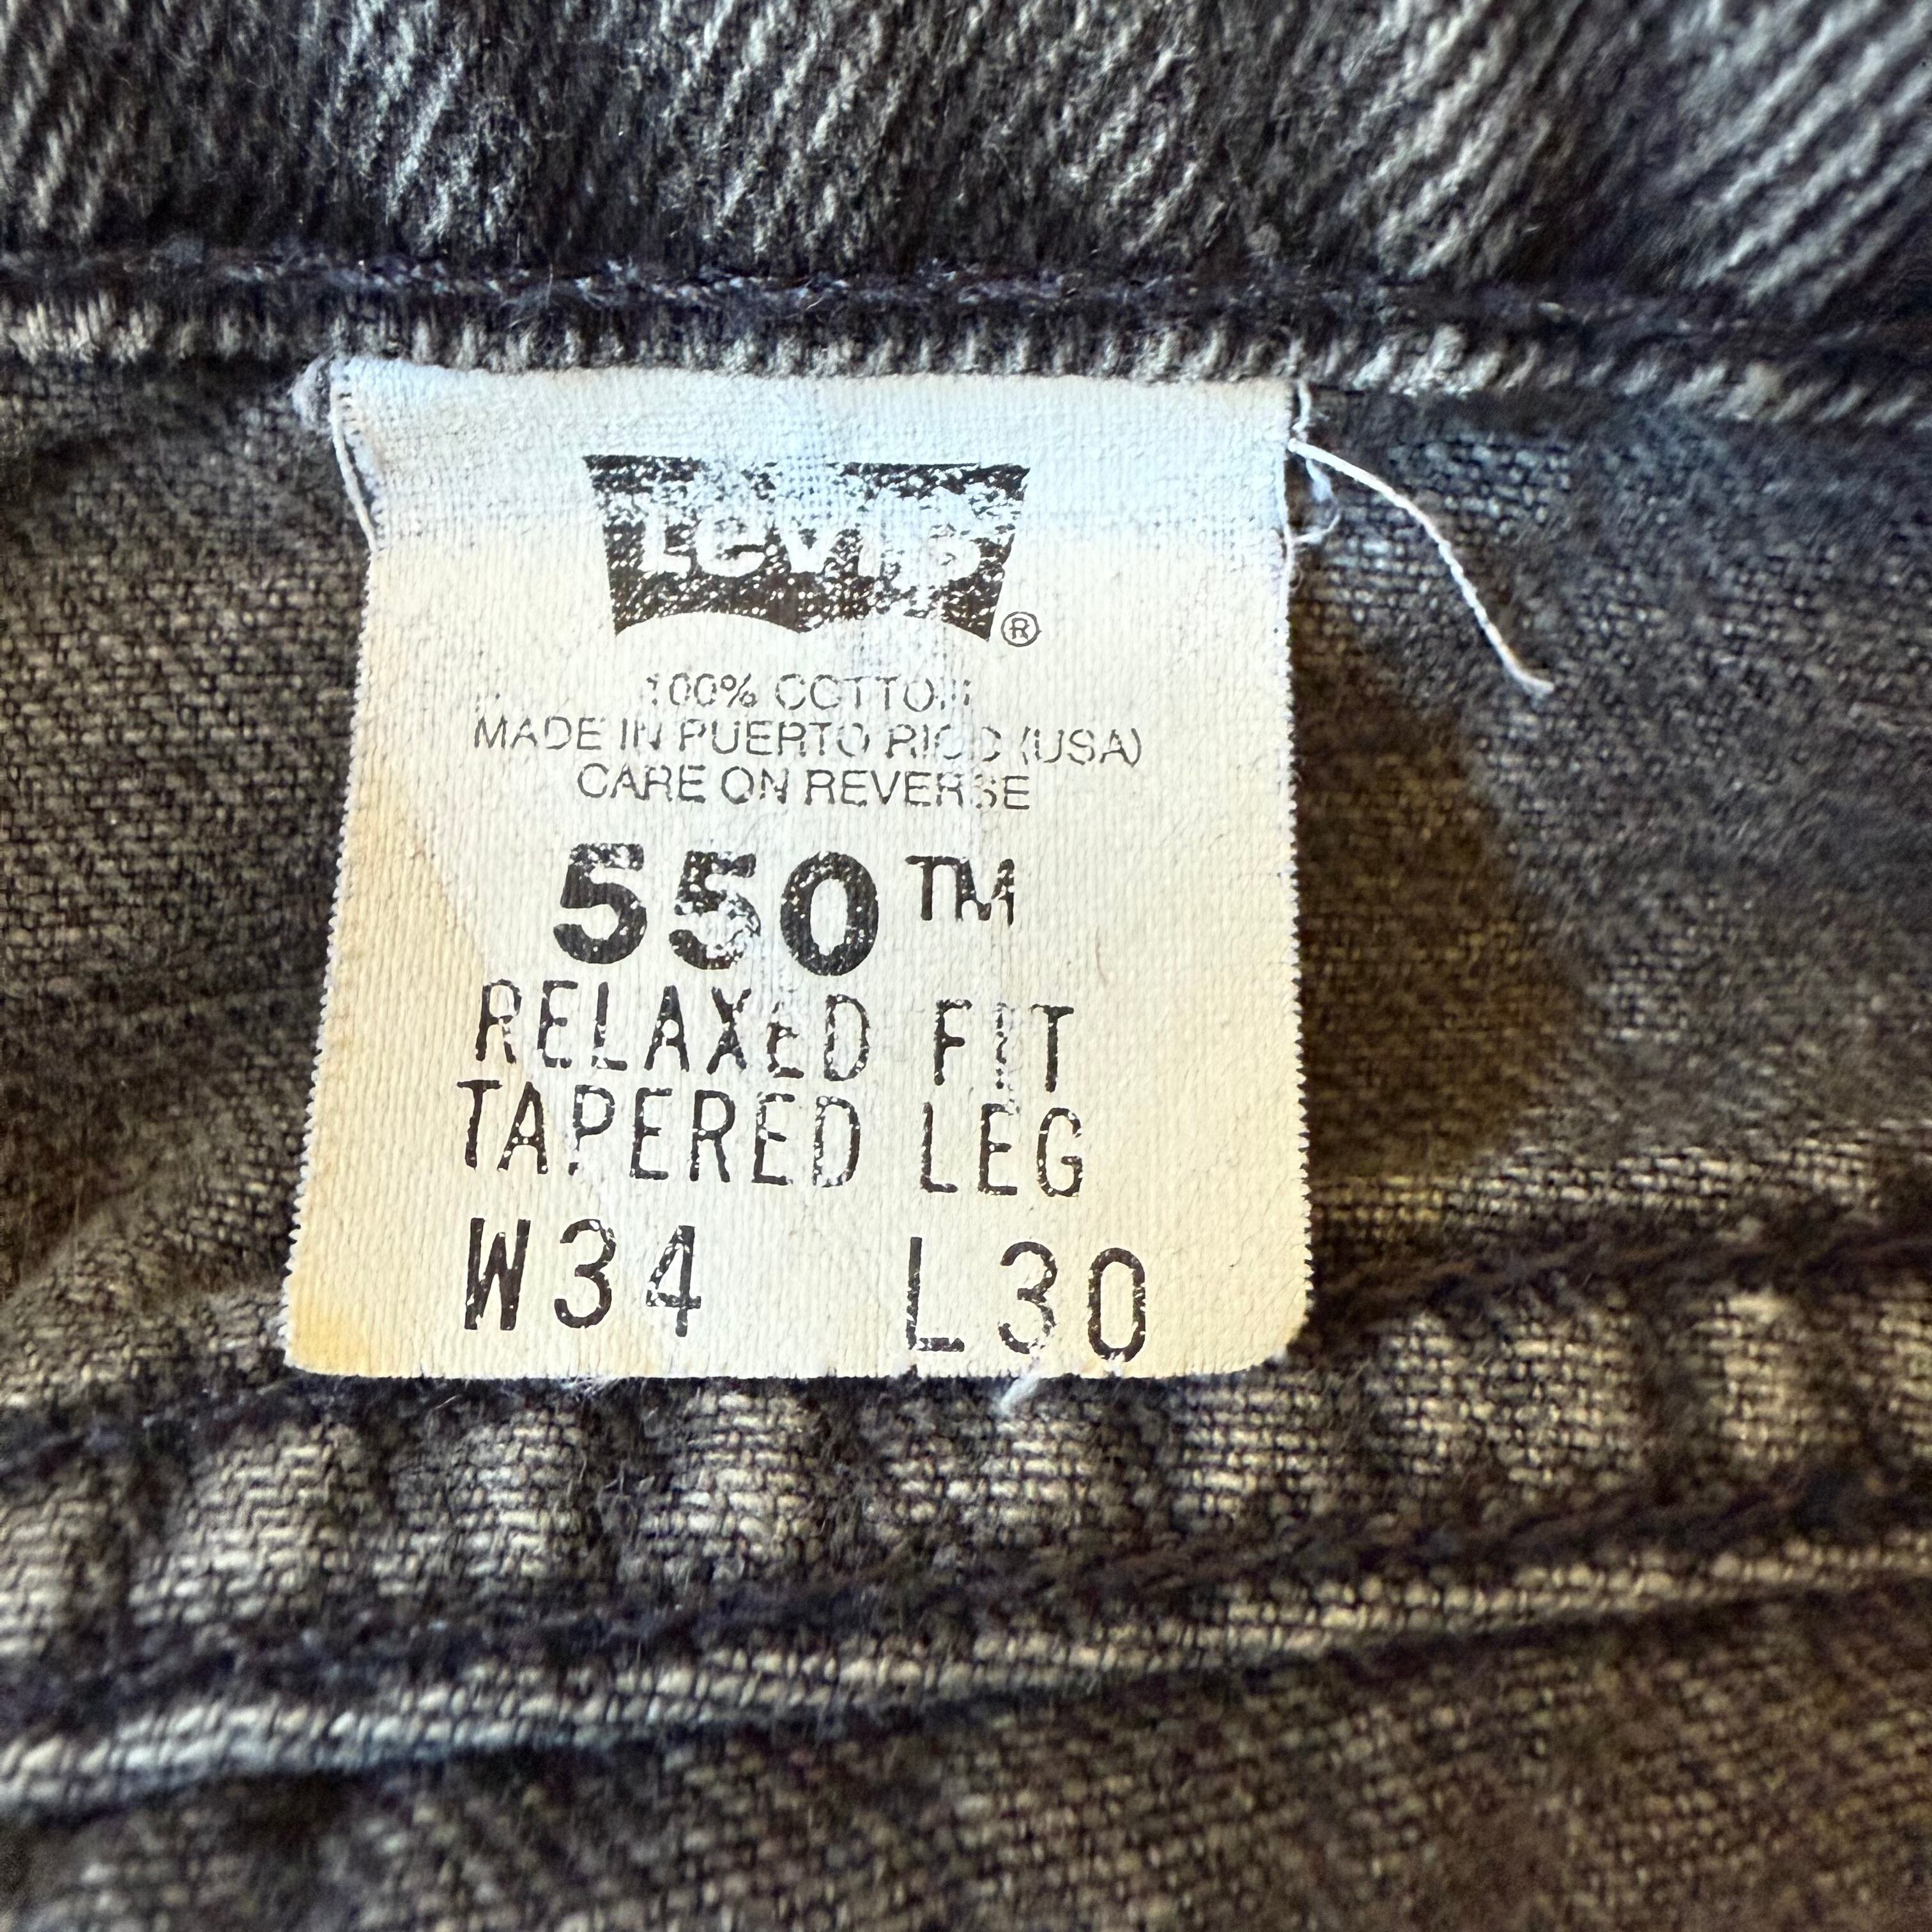 Levi's ®
100% COTTON
MADE IN PUERTO RICO (USA)
CARE ON REVERSE
550™
RELAXED FIT
TAPERED LEG
W34 L30